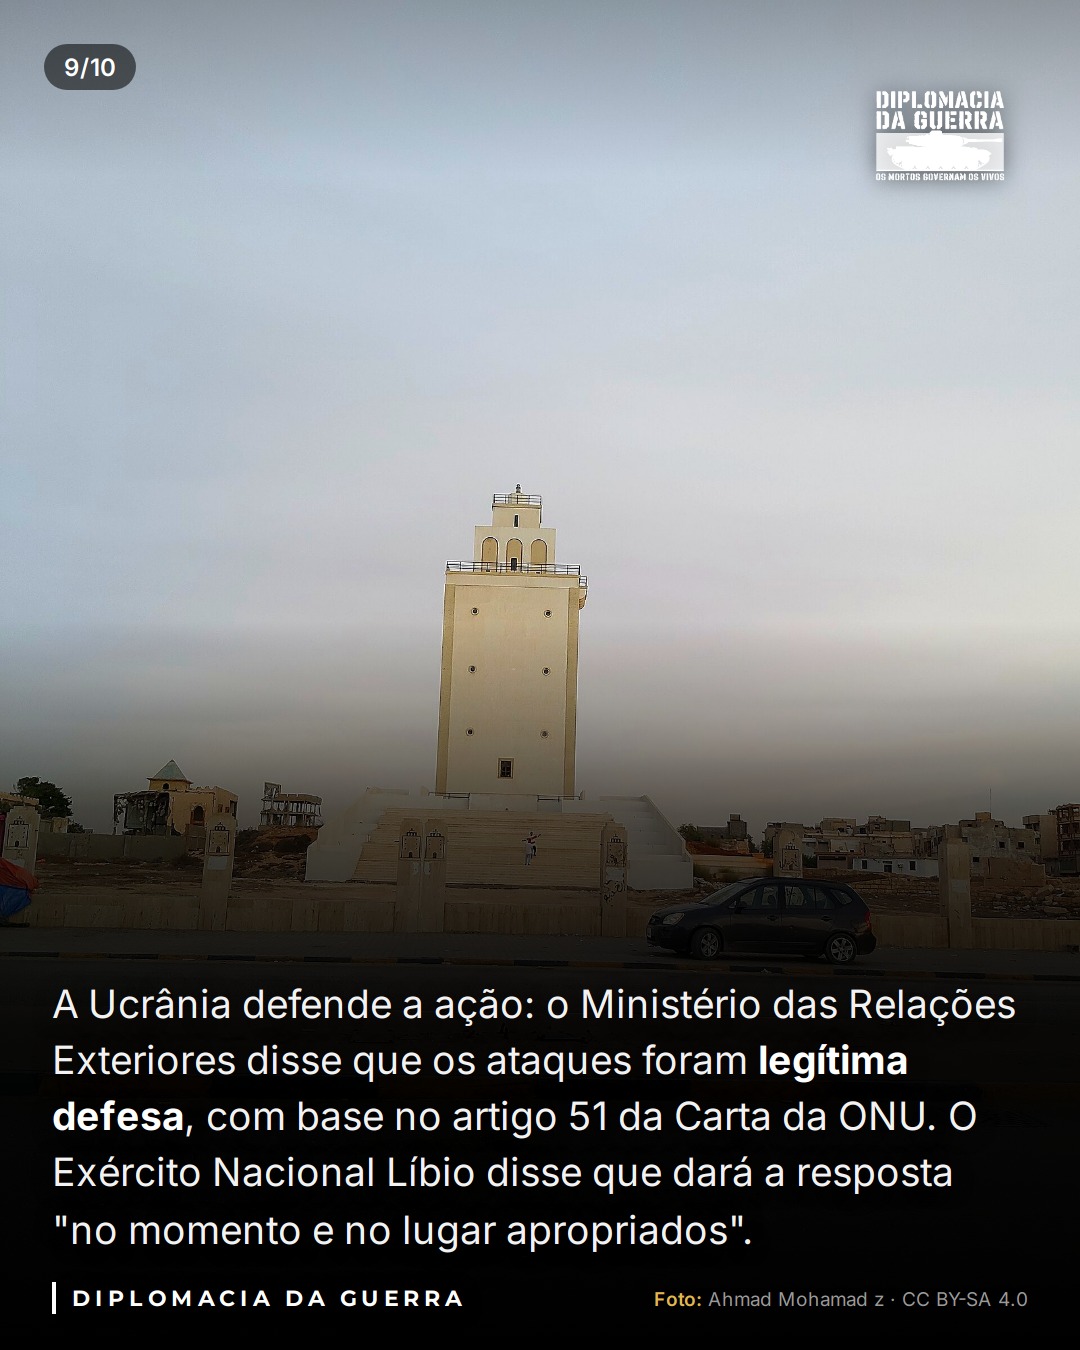 9/10
DIPLOMACIA
DA GUERRA
OS MORTOS GOVERNAM OS VIVOS
A Ucrânia defende a ação: o Ministério das Relações
Exteriores disse que os ataques foram legítima
defesa, com base no artigo 51 da Carta da ONU. O
Exército Nacional Líbio disse que dará a resposta
"no momento e no lugar apropriados".
DIPLOMACIA DA GUERRA
Foto: Ahmad Mohamad z · CC BY-SA 4.0